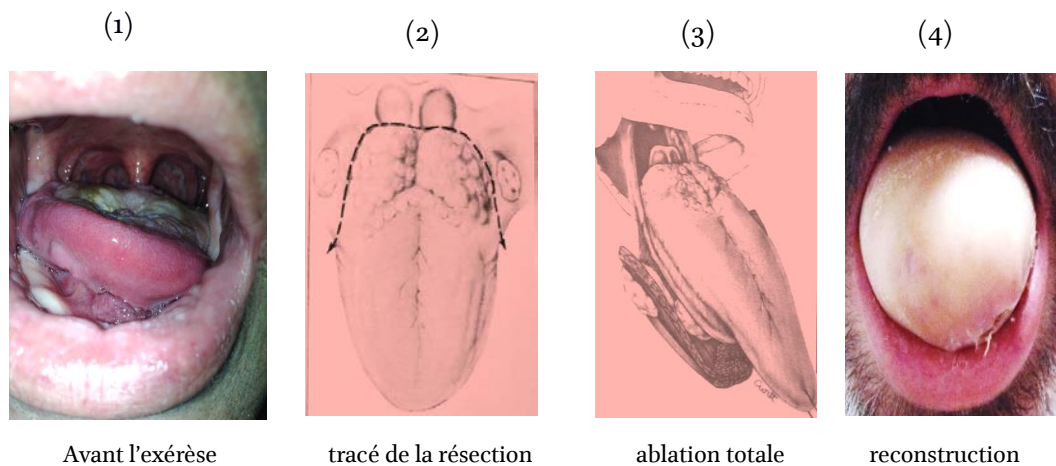 (1) (2) (3) (4)
Avant l'exérèse tracé de la résection ablation totale reconstruction